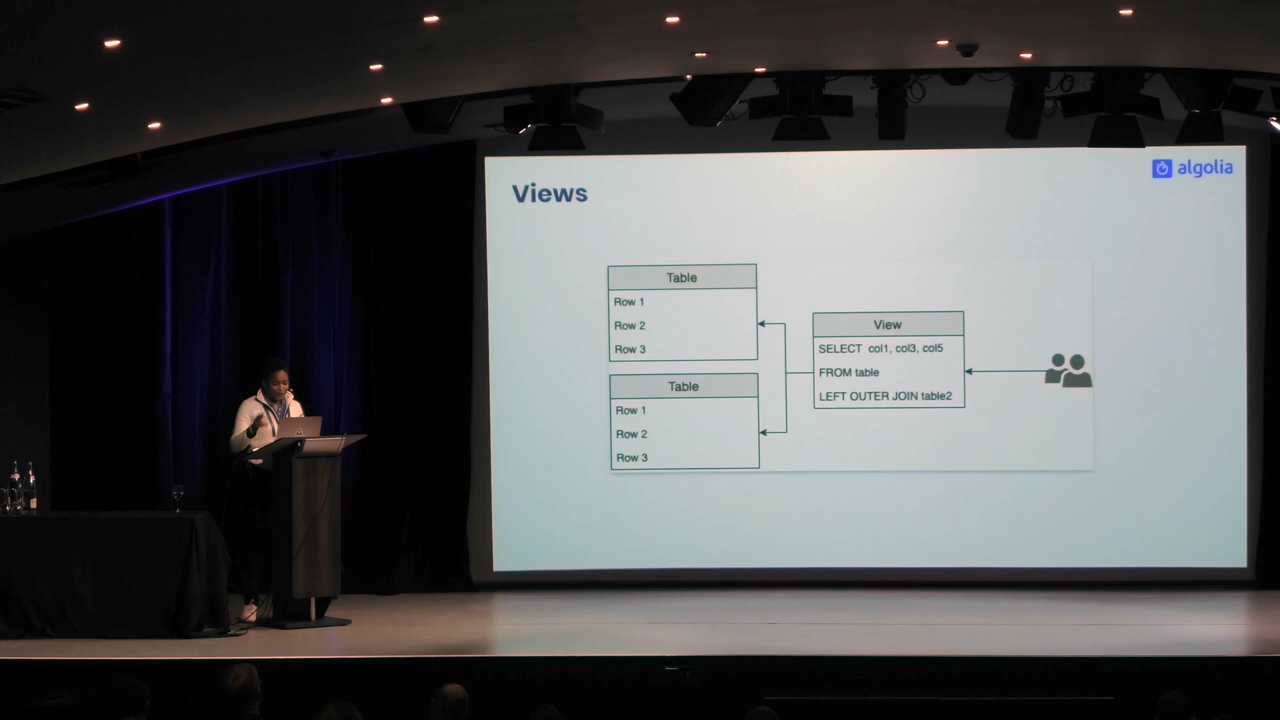 algolia
Views
Table
Row 1
Row 2
Row 3
Table
Row 1
Row 2
Row 3
View
SELECT col1, col3, col5
FROM table
LEFT OUTER JOIN table2